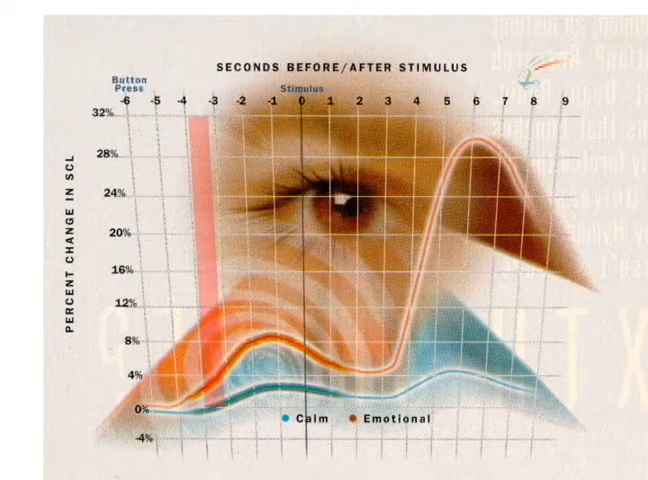 SECONDS BEFORE/AFTER STIMULUS
Button
Press
Stimulus
-6 -5 -4 -3 -2 -1 0 1 2 3 4 5 6 7 8 9
32%
28%
24%
20%
16%
12%
8%
4%
0%
-4%
PERCENT CHANGE IN SCL
Calm Emotional